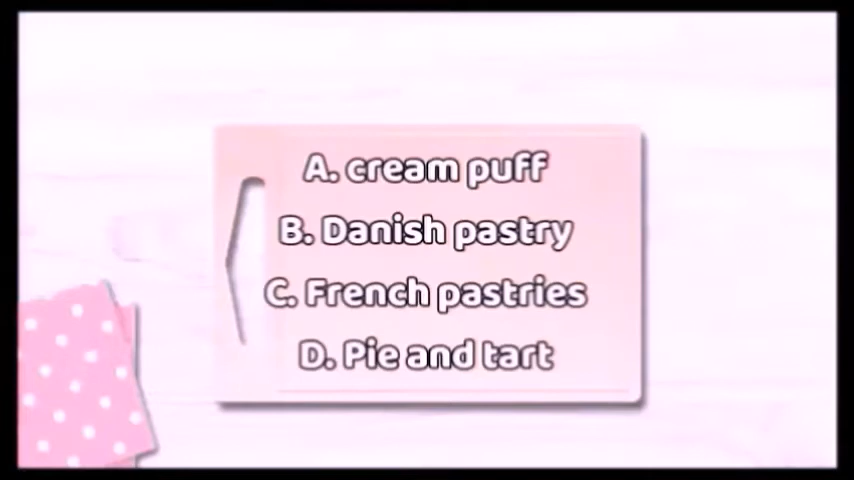 A. cream puff
B. Danish pastry
C. French pastries
D. Pie and tart